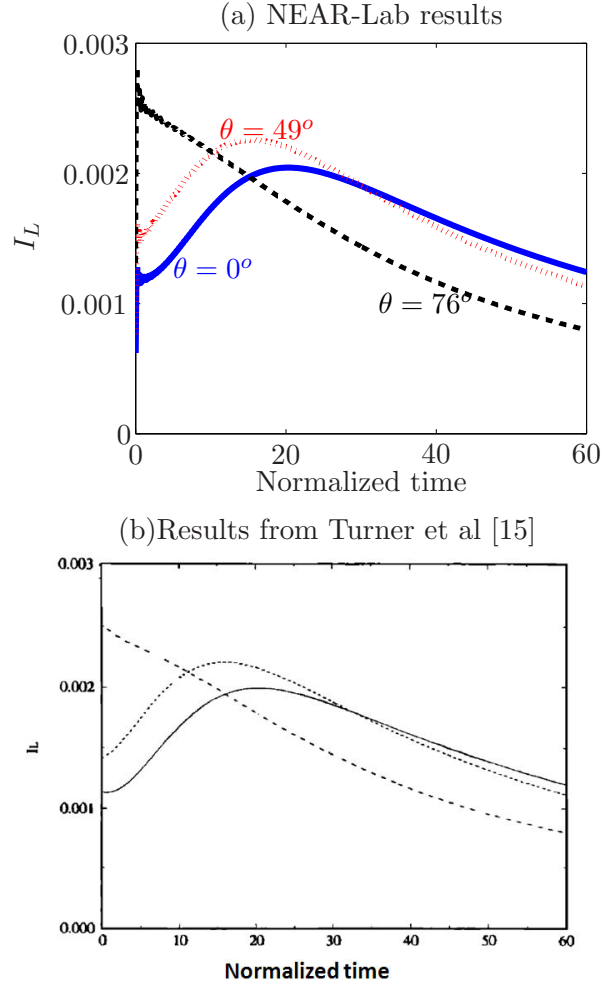 (a) NEAR-Lab results
0.003
0.002
0.001
0
I_L
θ = 49°
θ = 0°
θ = 76°
0 20 40 60
Normalized time
(b)Results from Turner et al [15]
0.003
0.002
0.001
0.000
I_L
0 10 20 30 40 50 60
Normalized time